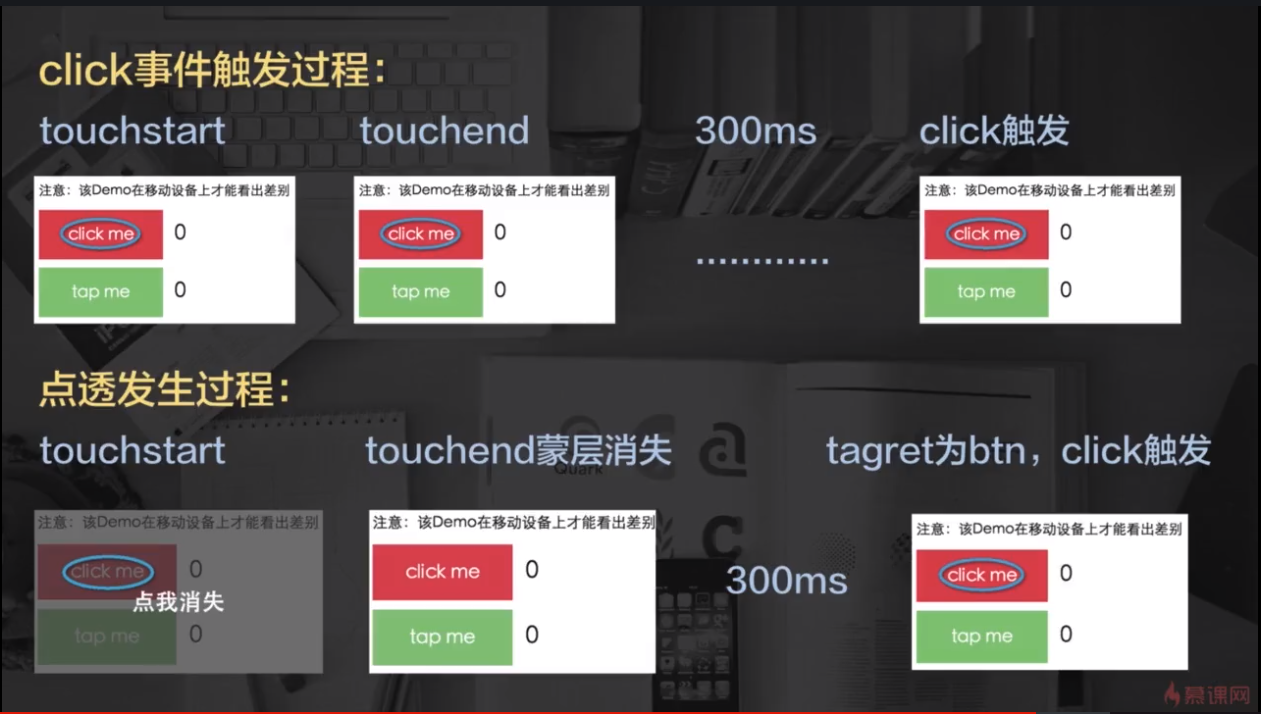 click事件触发过程：
touchstart touchend 300ms click触发
注意：该Demo在移动设备上才能看出差别 注意：该Demo在移动设备上才能看出差别 注意：该Demo在移动设备上才能看出差别
click me 0 click me 0 click me 0
............
tap me 0 tap me 0 tap me 0
点透发生过程：
touchstart touchend蒙层消失 tagret为btn，click触发
注意：该Demo在移动设备上才能看出差别 注意：该Demo在移动设备上才能看出差别 注意：该Demo在移动设备上才能看出差别
click me 0 click me 0 300ms click me 0
点我消失
tap me 0 tap me 0 tap me 0
Quark
a
c
慕课网